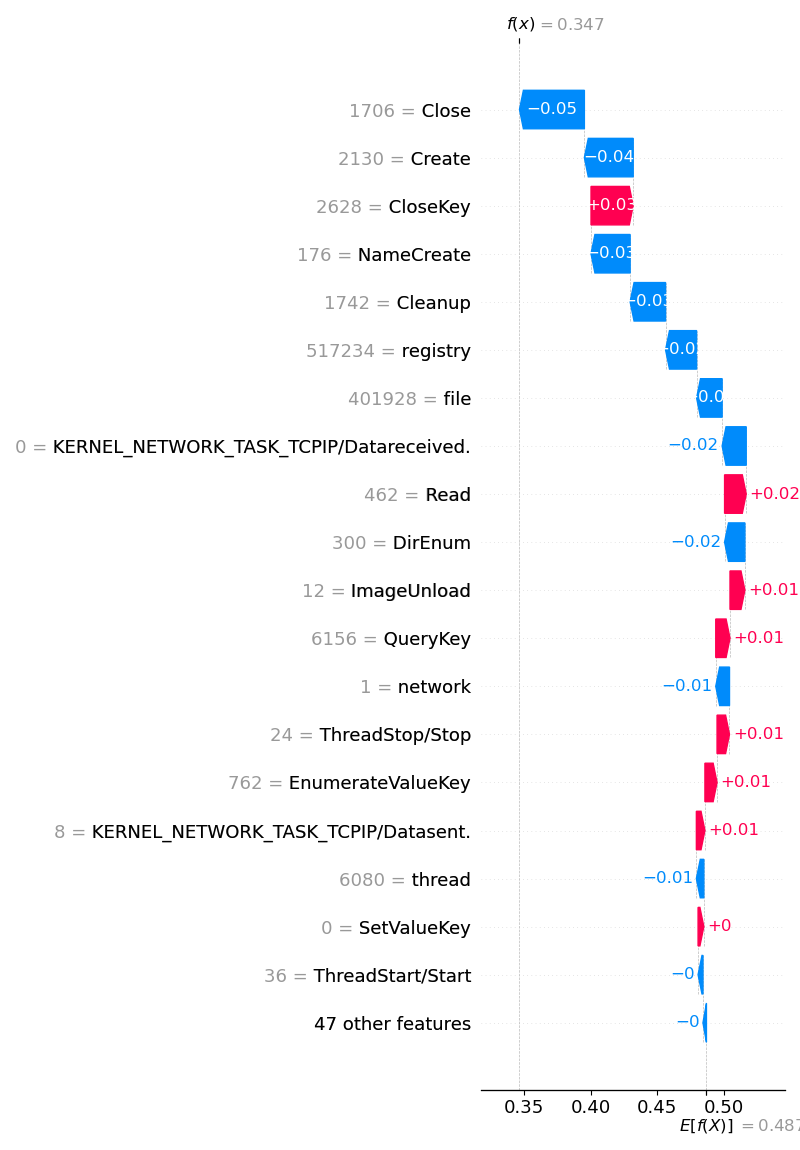 f(x) = 0.347
1706 = Close −0.05
2130 = Create −0.04
2628 = CloseKey +0.03
176 = NameCreate −0.03
1742 = Cleanup −0.03
517234 = registry
401928 = file
0 = KERNEL_NETWORK_TASK_TCPIP/Datareceived. −0.02
462 = Read +0.02
300 = DirEnum −0.02
12 = ImageUnload +0.01
6156 = QueryKey +0.01
1 = network −0.01
24 = ThreadStop/Stop +0.01
762 = EnumerateValueKey +0.01
8 = KERNEL_NETWORK_TASK_TCPIP/Datasent. +0.01
6080 = thread −0.01
0 = SetValueKey +0
36 = ThreadStart/Start −0
47 other features −0
0.35 0.40 0.45 0.50
E[f(X)] = 0.487